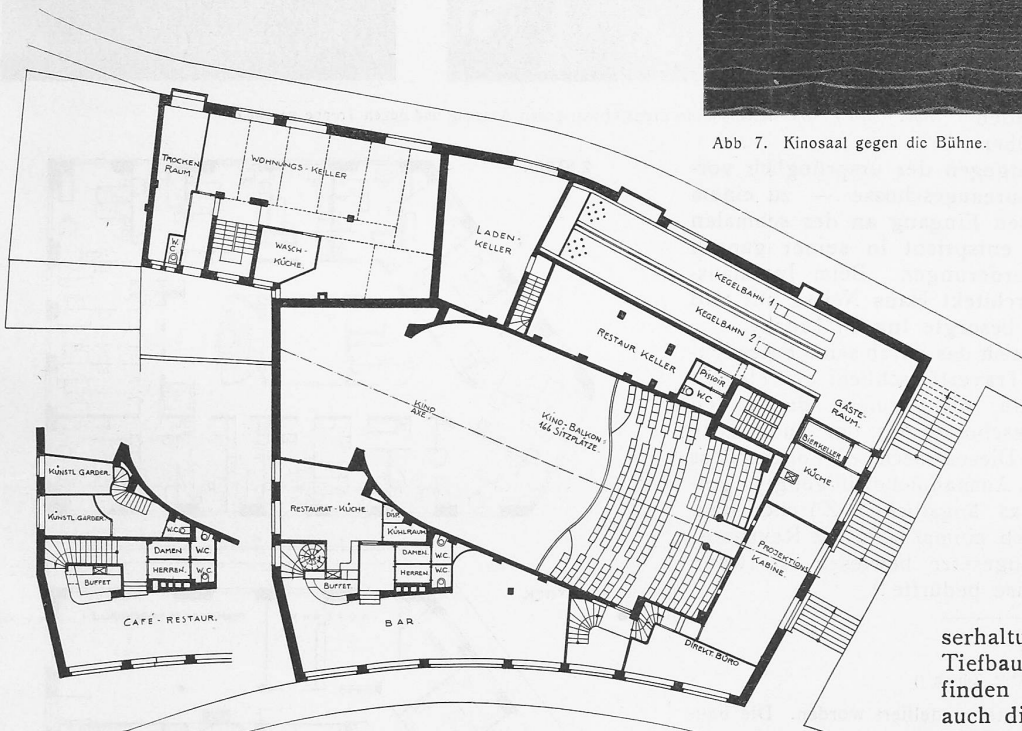 Abb 7. Kinosaal gegen die Bühne.
TROCKEN
RAUM
WOHNUNGS-KELLER
W.
WASCH-
KÜCHE.
LADEN-
KELLER
KEGELBAHN 1
KEGELBAHN 2
RESTAUR KELLER
PISSOIR
W.C
GÄSTE-
RAUM.
BIERKELLER
KÜCHE.
KINO
AXE.
KINO-BALKON:
166 SITZPLÄTZE.
PROJEKTIONS
KABINE.
DIREKT. BÜRO
KÜNSTL GARDER.
KÜNSTL. GARDER.
W.C
DAMEN
HERREN.
W.C.
W.C.
BUFFET
CAFÉ-RESTAUR.
RESTAURAT-KÜCHE
KÜHLRAUM
DAMEN.
HERREN
W.C.
W.C.
BUFFET
BAR
serhaltu
Tiefbau
finden
auch di